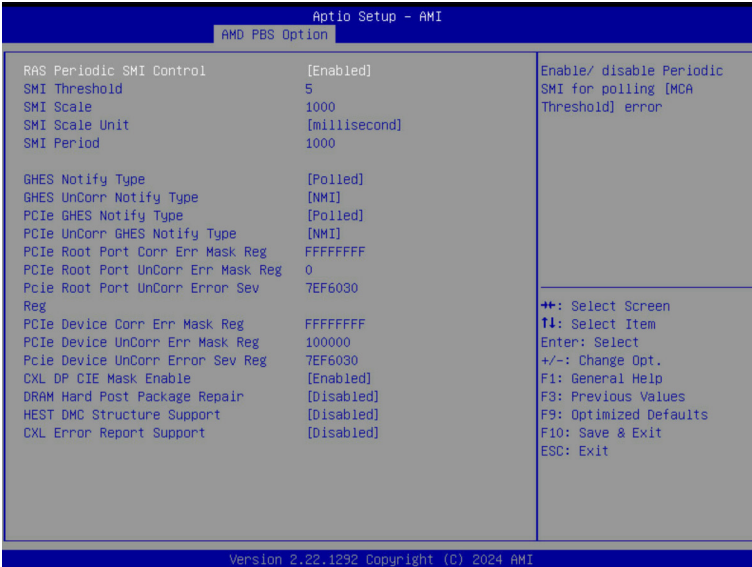 Aptio Setup - AMI
AMD PBS Option
RAS Periodic SMI Control [Enabled]
SMI Threshold 5
SMI Scale 1000
SMI Scale Unit [millisecond]
SMI Period 1000
GHES Notify Type [Polled]
GHES UnCorr Notify Type [NMI]
PCIe GHES Notify Type [Polled]
PCIe UnCorr GHES Notify Type [NMI]
PCIe Root Port Corr Err Mask Reg FFFFFFFF
PCIe Root Port UnCorr Err Mask Reg 0
Pcie Root Port UnCorr Error Sev 7EF6030
Reg
PCIe Device Corr Err Mask Reg FFFFFFFF
PCIe Device UnCorr Err Mask Reg 100000
Pcie Device UnCorr Error Sev Reg 7EF6030
CXL DP CIE Mask Enable [Enabled]
DRAM Hard Post Package Repair [Disabled]
HEST DMC Structure Support [Disabled]
CXL Error Report Support [Disabled]
Enable/ disable Periodic
SMI for polling [MCA
Threshold] error
→←: Select Screen
↑↓: Select Item
Enter: Select
+/-: Change Opt.
F1: General Help
F3: Previous Values
F9: Optimized Defaults
F10: Save & Exit
ESC: Exit
Version 2.22.1292 Copyright (C) 2024 AMI